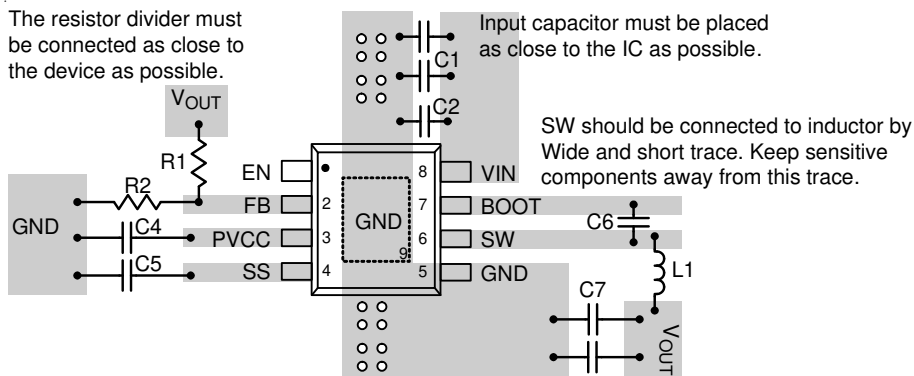 The resistor divider must
be connected as close to
the device as possible.
Input capacitor must be placed
as close to the IC as possible.
C1
C2
VOUT
SW should be connected to inductor by
Wide and short trace. Keep sensitive
components away from this trace.
R1
R2
EN
8
VIN
FB
2
7
BOOT
GND
C4
PVCC
3
GND
6
SW
C6
9
C5
SS
4
5
GND
L1
C7
VOUT